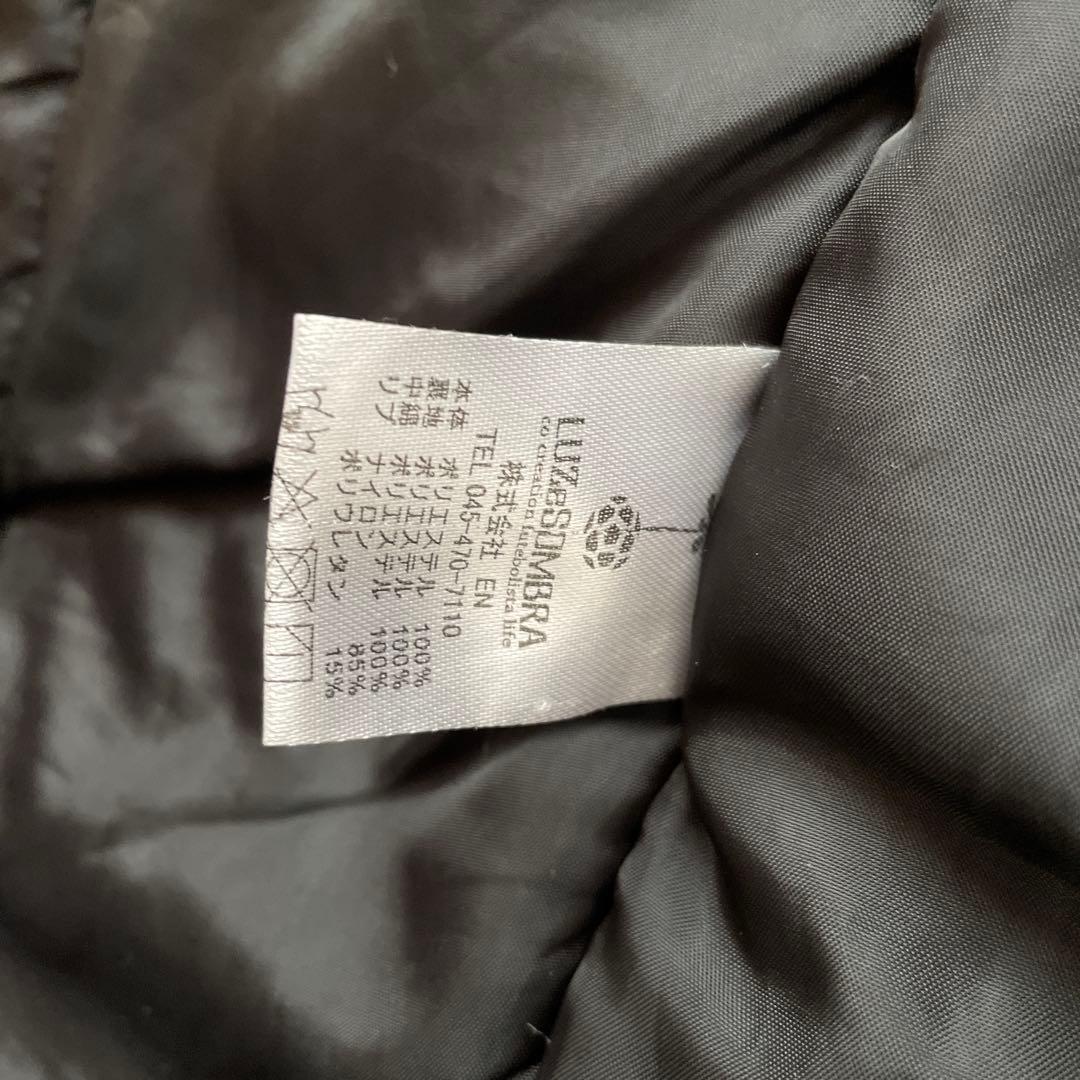 LUZeSOMBRA
to creation futebolista life
株式会社 EN
TEL 045-470-7110
本体 ポリエステル 100%
裏地 ポリエステル 100%
中綿 ポリエステル 100%
リブ ナイロン 85%
ポリウレタン 15%